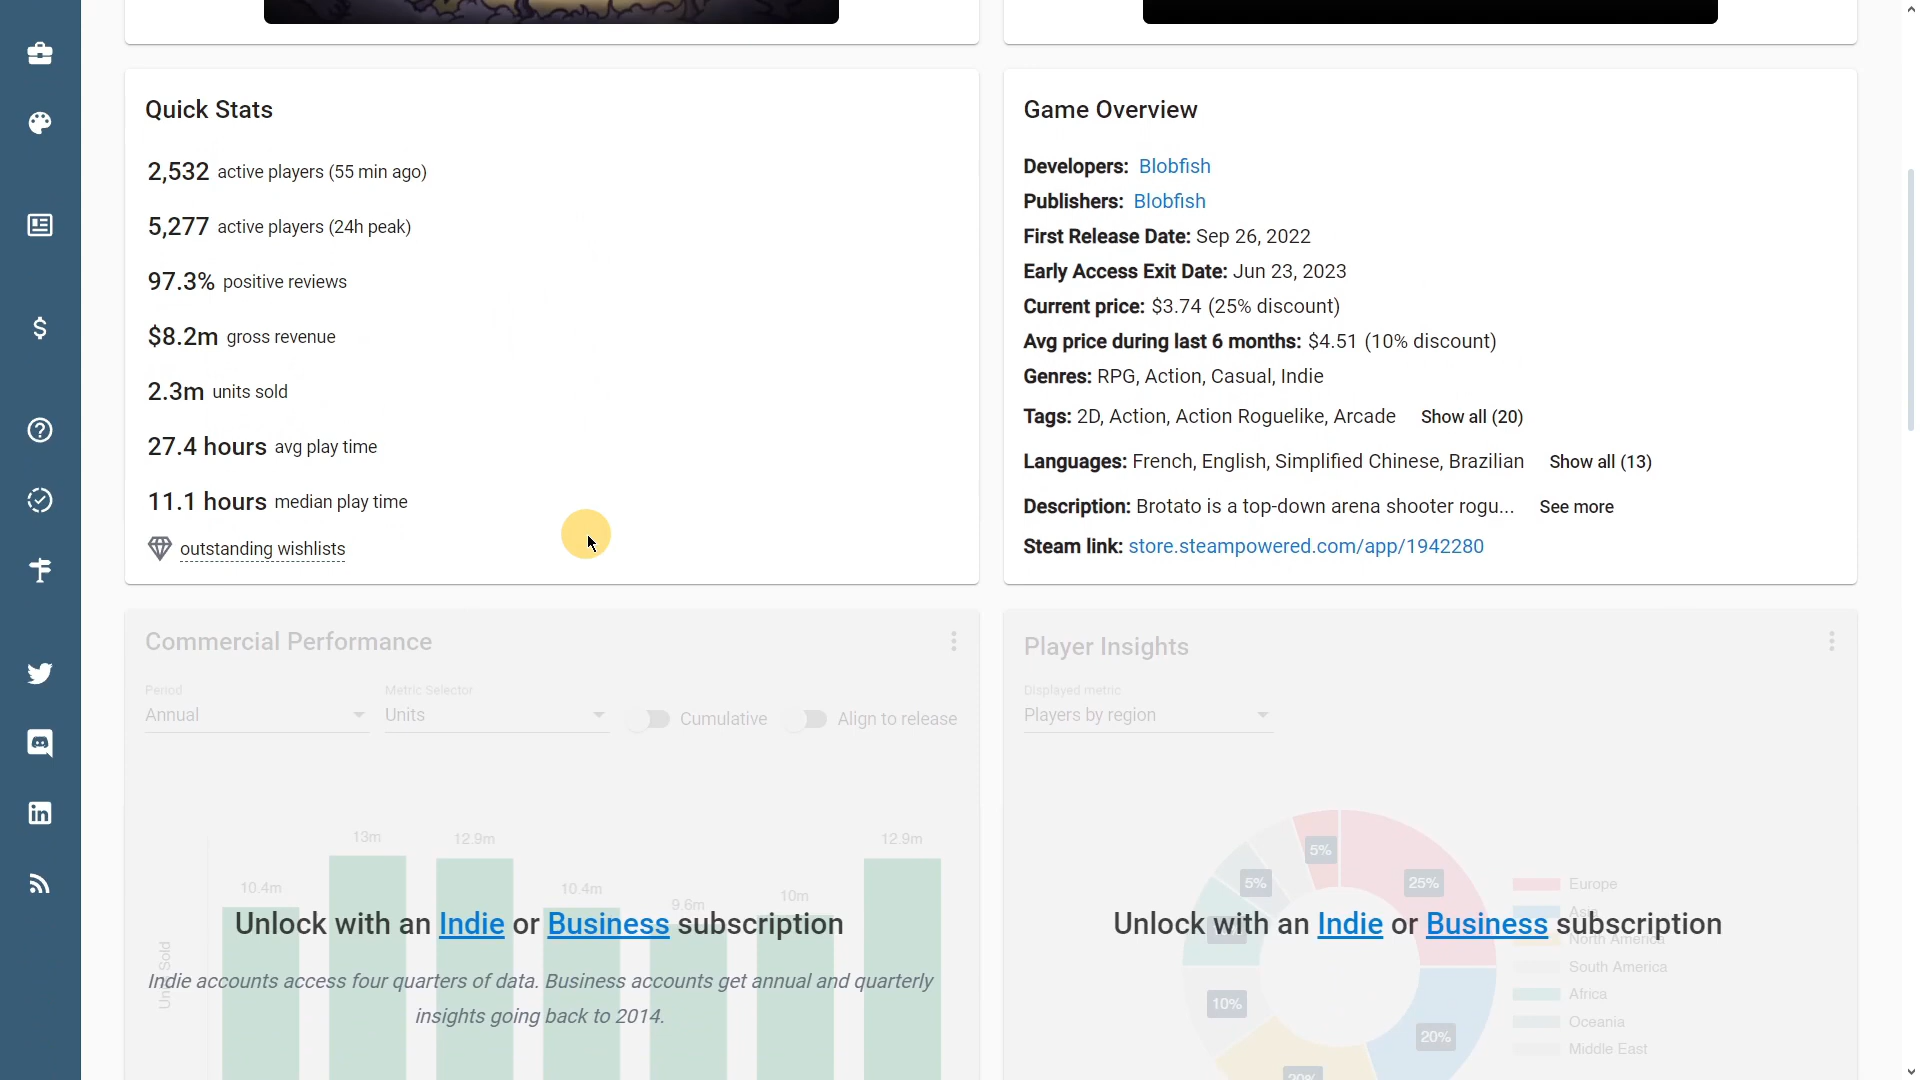 Quick Stats
2,532 active players (55 min ago)
5,277 active players (24h peak)
97.3% positive reviews
$8.2m gross revenue
2.3m units sold
27.4 hours avg play time
11.1 hours median play time
outstanding wishlists
Game Overview
Developers: Blobfish
Publishers: Blobfish
First Release Date: Sep 26, 2022
Early Access Exit Date: Jun 23, 2023
Current price: $3.74 (25% discount)
Avg price during last 6 months: $4.51 (10% discount)
Genres: RPG, Action, Casual, Indie
Tags: 2D, Action, Action Roguelike, Arcade Show all (20)
Languages: French, English, Simplified Chinese, Brazilian Show all (13)
Description: Brotato is a top-down arena shooter rogu... See more
Steam link: store.steampowered.com/app/1942280
Commercial Performance
Period
Annual
Metric Selector
Units
Cumulative
Align to release
10.4m
13m
12.9m
10.4m
9.6m
10m
12.9m
Unlock with an Indie or Business subscription
Indie accounts access four quarters of data. Business accounts get annual and quarterly
insights going back to 2014.
Player Insights
Displayed metric
Players by region
5%
5%
25%
10%
20%
20%
Unlock with an Indie or Business subscription
Europe
Asia
North America
South America
Africa
Oceania
Middle East